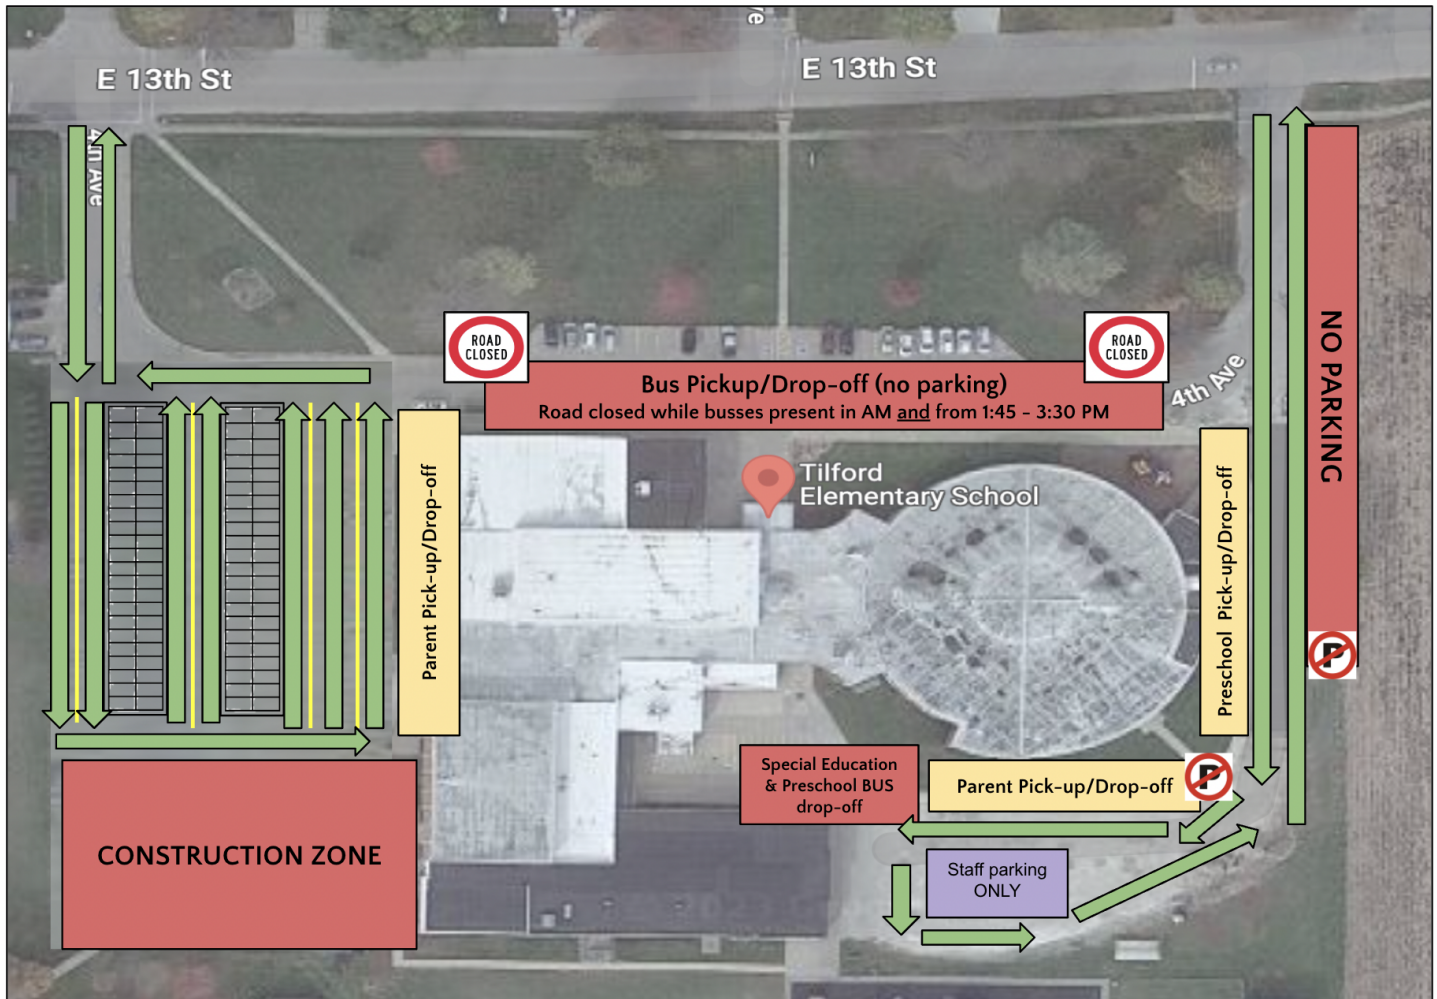 ve
E 13th St
E 13th St
4th Ave
ROAD
CLOSED
ROAD
CLOSED
Bus Pickup/Drop-off (no parking)
Road closed while busses present in AM and from 1:45 - 3:30 PM
4th Ave
NO PARKING
Parent Pick-up/Drop-off
Tilford
Elementary School
Preschool Pick-up/Drop-off
P
Special Education
& Preschool BUS
drop-off
Parent Pick-up/Drop-off
P
CONSTRUCTION ZONE
Staff parking
ONLY